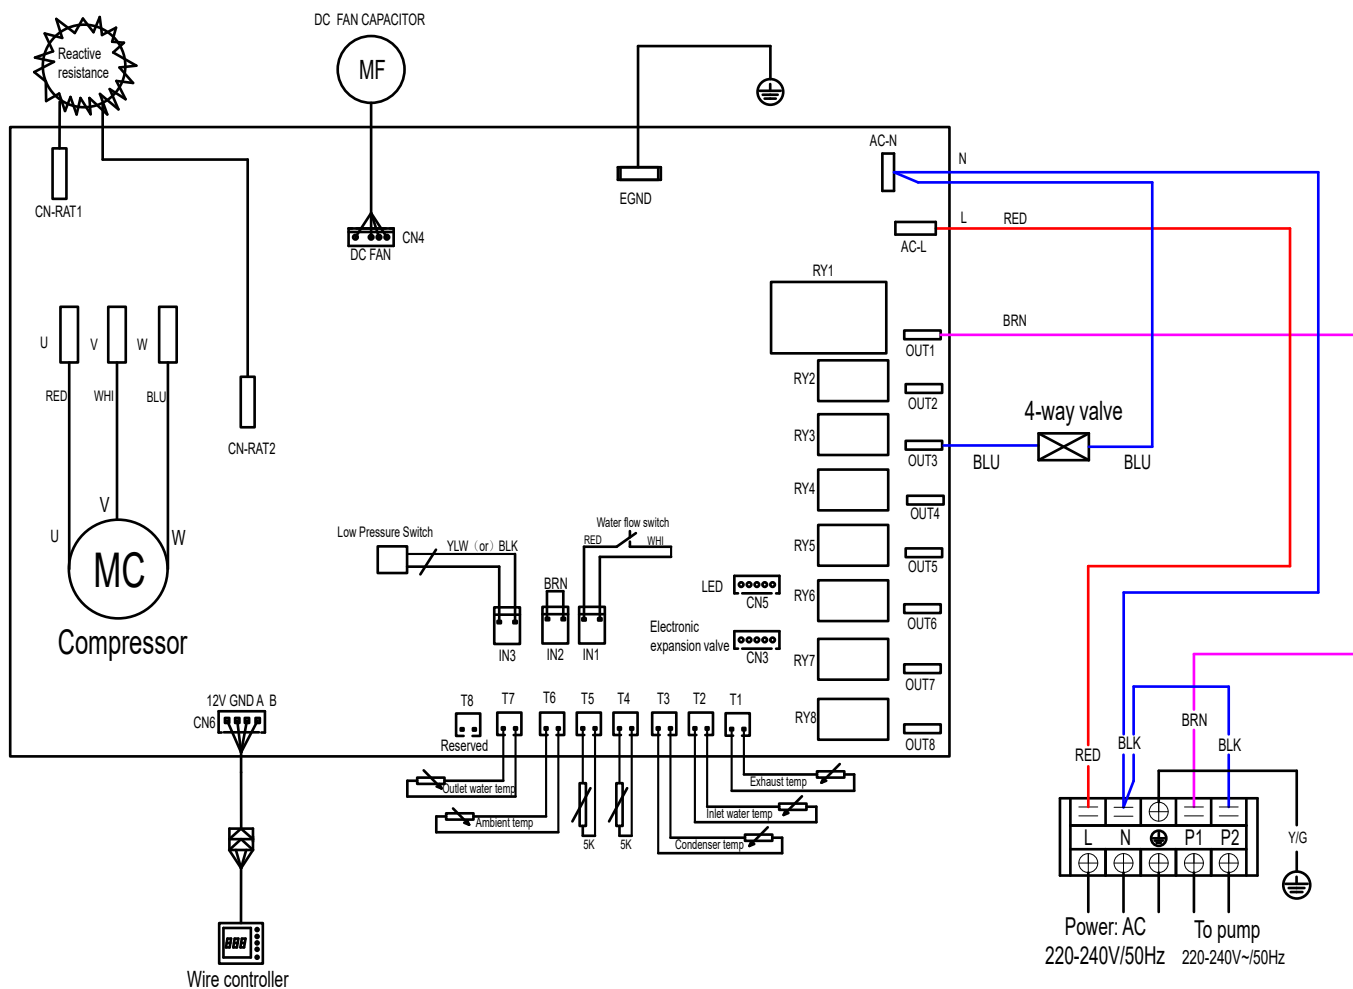 DC FAN CAPACITOR
Reactive
resistance
MF
AC-N
N
CN-RAT1
EGND
L
RED
AC-L
CN4
DC FAN
RY1
BRN
OUT1
U
V
W
RED
WHI
BLU
RY2
OUT2
4-way valve
RY3
OUT3
BLU
BLU
CN-RAT2
RY4
OUT4
V
U
W
MC
Compressor
Low Pressure Switch
YLW（or）BLK
Water flow switch
RED
WHI
RY5
OUT5
BRN
LED
CN5
RY6
OUT6
IN3
IN2
IN1
Electronic
expansion valve
CN3
RY7
OUT7
12V GND A B
CN6
T8
T7
T6
T5
T4
T3
T2
T1
Reserved
RY8
OUT8
BRN
RED
BLK
BLK
Outlet water temp
Exhaust temp
Ambient temp
Inlet water temp
5K
5K
Condenser temp
L
N
P1
P2
Y/G
Power: AC
220-240V/50Hz
To pump
220-240V~/50Hz
888
Wire controller